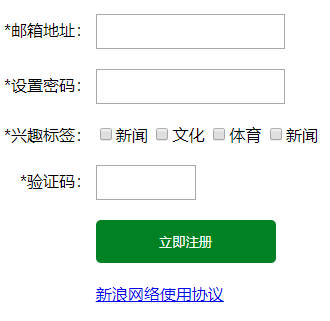 *邮箱地址：
*设置密码：
*兴趣标签： 新闻 文化 体育 新闻
*验证码：
立即注册
新浪网络使用协议